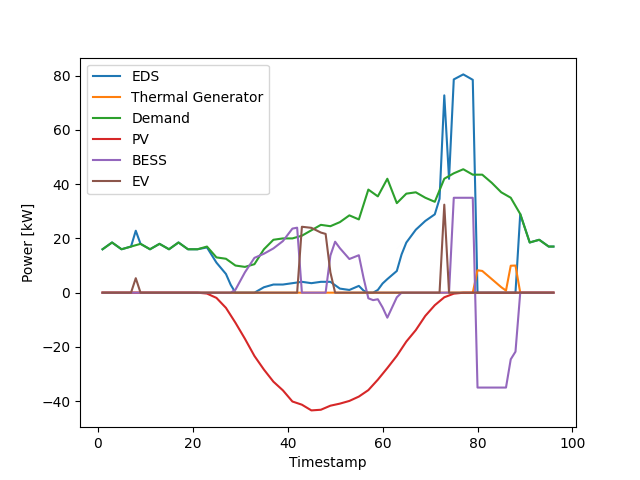 EDS
Thermal Generator
Demand
PV
BESS
EV
Power [kW]
80
60
40
20
0
−20
−40
0 20 40 60 80 100
Timestamp